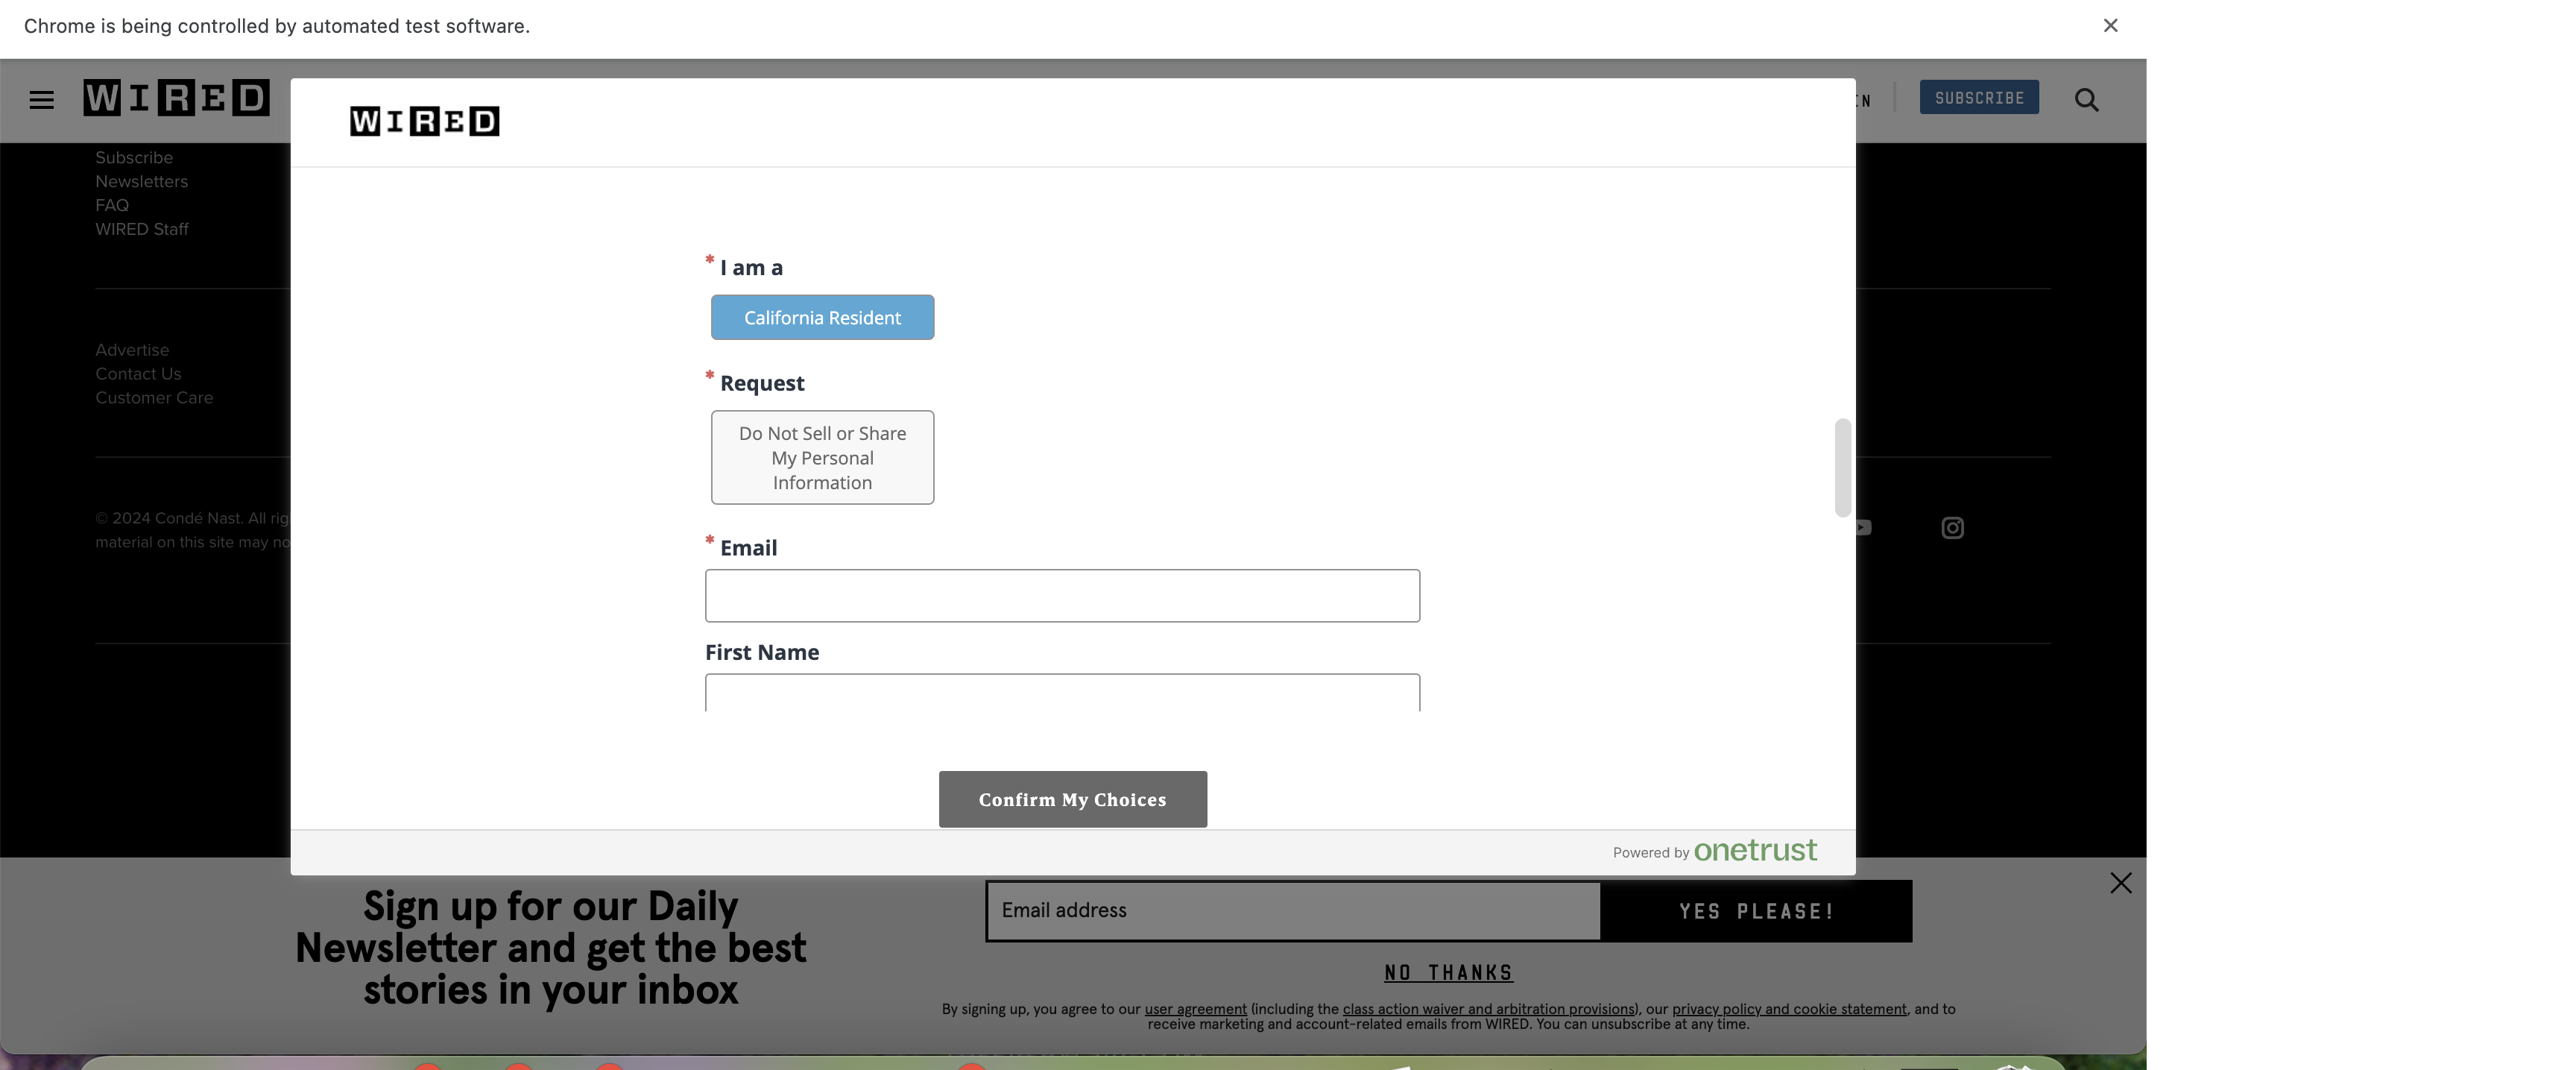 Chrome is being controlled by automated test software.
WIRED
SUBSCRIBE
WIRED
Subscribe
Newsletters
FAQ
WIRED Staff
* I am a
California Resident
* Request
Do Not Sell or Share
My Personal
Information
Advertise
Contact Us
Customer Care
* Email
First Name
© 2024 Condé Nast. All
material on this site may
Confirm My Choices
Powered by onetrust
Sign up for our Daily
Newsletter and get the best
stories in your inbox
Email address
YES PLEASE!
NO THANKS
By signing up, you agree to our user agreement (including the class action waiver and arbitration provisions), our privacy policy and cookie statement, and to
receive marketing and account-related emails from WIRED. You can unsubscribe at any time.